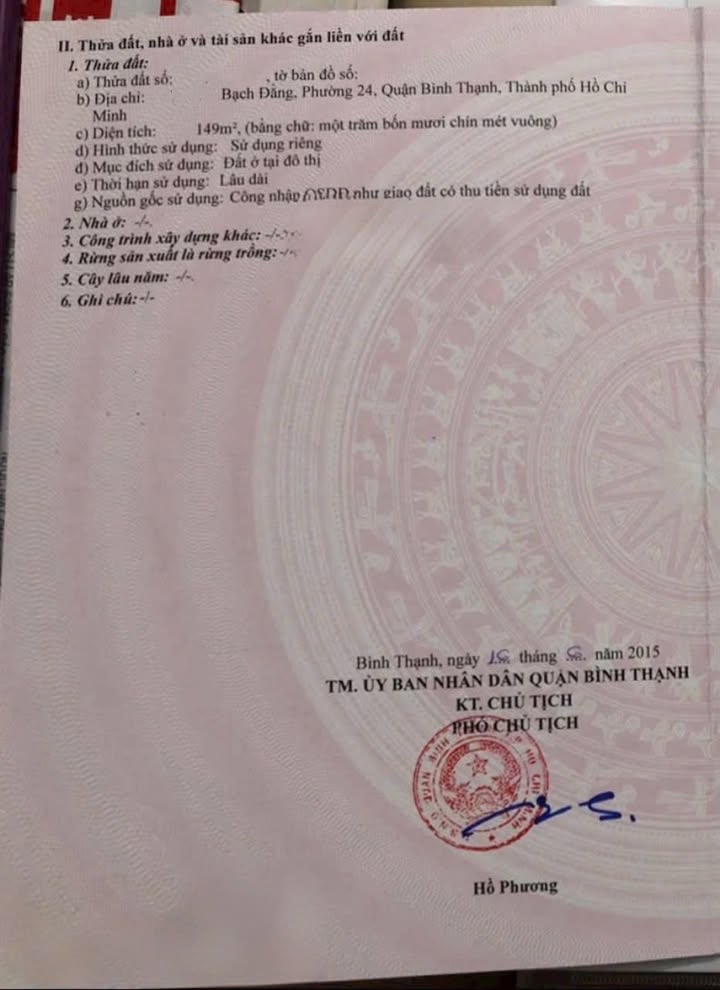 II. Thửa đất, nhà ở và tài sản khác gắn liền với đất
1. Thửa đất:
a) Thửa đất số: , tờ bản đồ số:
b) Địa chỉ: Bạch Đằng, Phường 24, Quận Bình Thạnh, Thành phố Hồ Chí
Minh
c) Diện tích: 149m², (bằng chữ: một trăm bốn mươi chín mét vuông)
d) Hình thức sử dụng: Sử dụng riêng
đ) Mục đích sử dụng: Đất ở tại đô thị
e) Thời hạn sử dụng: Lâu dài
g) Nguồn gốc sử dụng: Công nhận như giao đất có thu tiền sử dụng đất
2. Nhà ở: -/-
3. Công trình xây dựng khác: -/-
4. Rừng sản xuất là rừng trồng: -/-
5. Cây lâu năm: -/-
6. Ghi chú: -/-
Bình Thạnh, ngày tháng năm 2015
TM. ỦY BAN NHÂN DÂN QUẬN BÌNH THẠNH
KT. CHỦ TỊCH
PHÓ CHỦ TỊCH
Hồ Phương